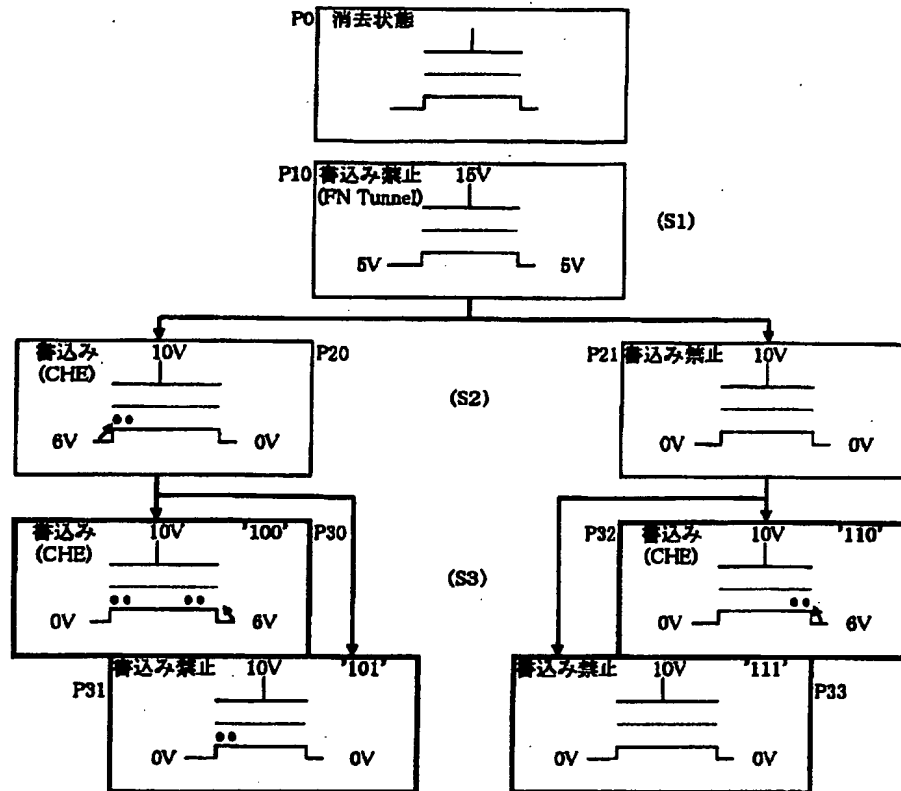 P0 消去状態
P10 書込み禁止 15V
(FN Tunnel)
(S1)
5V 5V
書込み 10V P20
(CHE)
6V 0V
(S2)
P21 書込み禁止 10V
0V 0V
書込み 10V '100' P30
(CHE)
0V 6V
(S3)
P32 書込み 10V '110'
(CHE)
0V 6V
P31 書込み禁止 10V '101'
0V 0V
書込み禁止 10V '111' P33
0V 0V